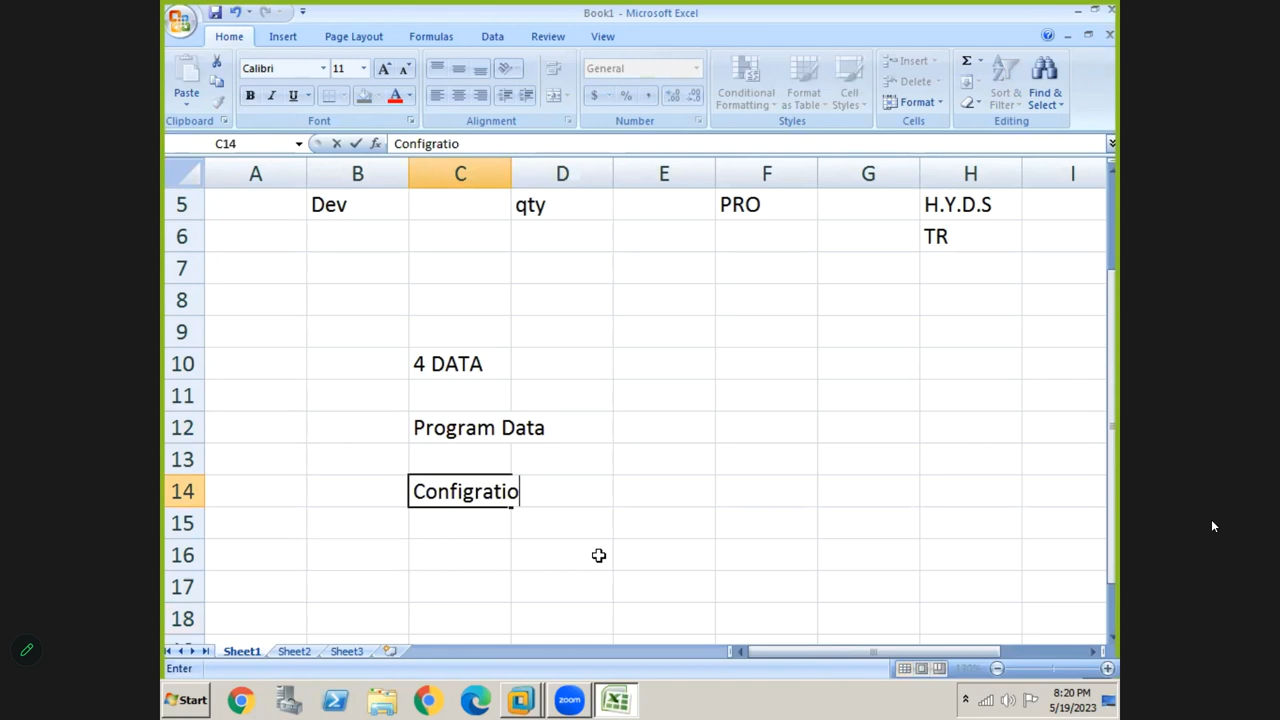 Book1 - Microsoft Excel
Home Insert Page Layout Formulas Data Review View
Calibri 11 General Insert
Paste B I U $ % , Conditional Formatting Format as Table Cell Styles Delete Sort & Filter Find & Select
Format
Clipboard Font Alignment Number Styles Cells Editing
C14 fx Configratio
A B C D E F G H I
5 Dev qty PRO H.Y.D.S
6 TR
7
8
9
10 4 DATA
11
12 Program Data
13
14 Configratio
15
16
17
18
Sheet1 Sheet2 Sheet3
Enter 130%
Start zoom 8:20 PM
5/19/2023